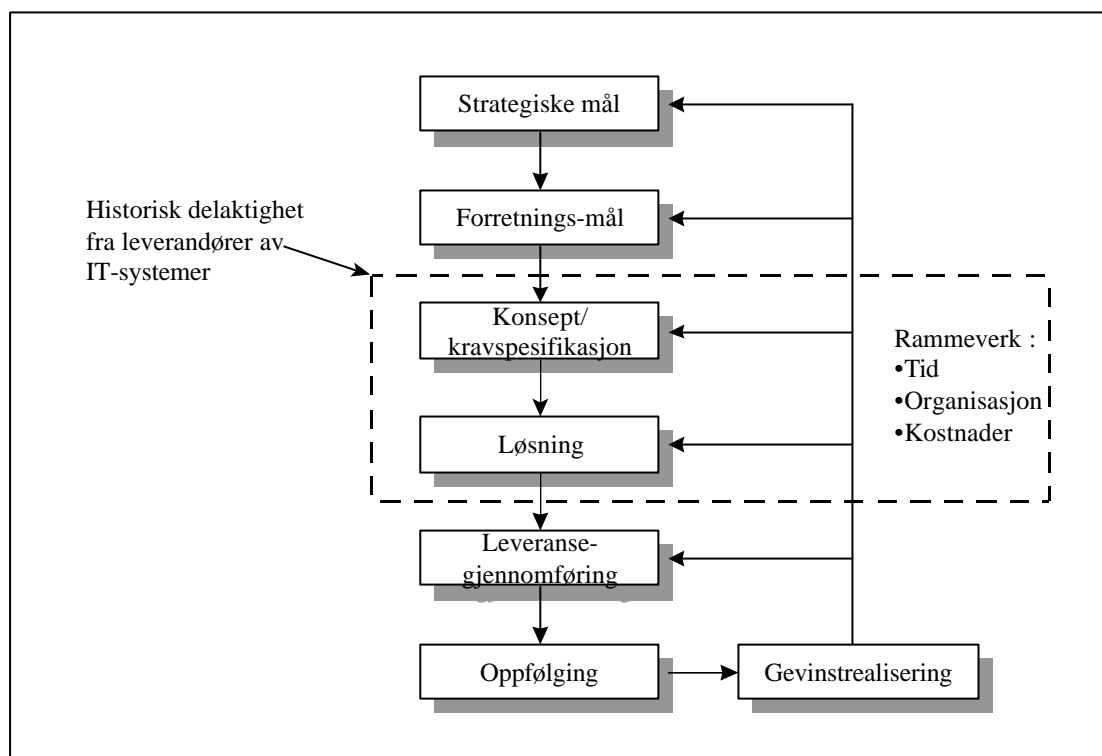 Strategiske mål
Forretnings-mål
Historisk delaktighet
fra leverandører av
IT-systemer
Konsept/
kravspesifikasjon
Rammeverk :
•Tid
•Organisasjon
•Kostnader
Løsning
Leveranse-
gjennomføring
Oppfølging
Gevinstrealisering